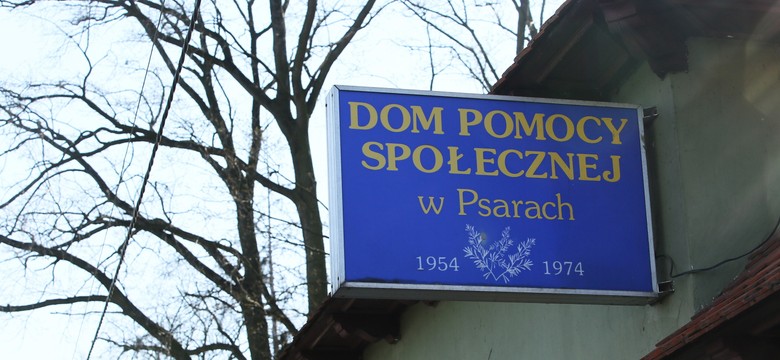 DOM POMOCY
SPOŁECZNEJ
w Psarach
1954 1974